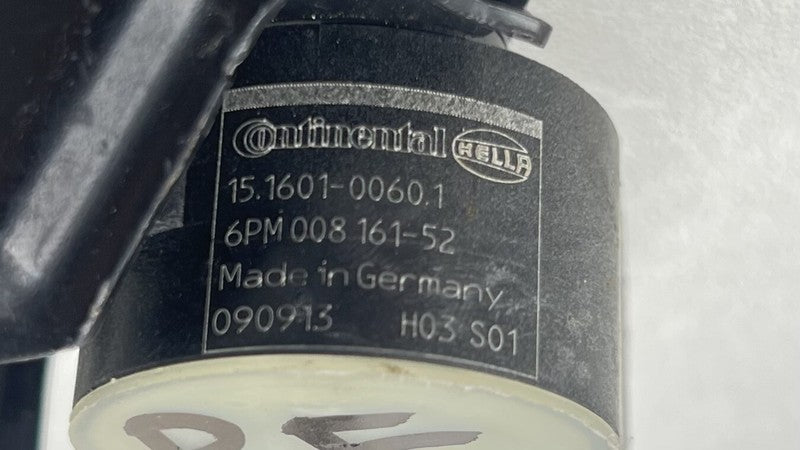 Continental HELLA
15.1601-0060.1
6PM 008 161-52
Made in Germany
090913 H03 S01